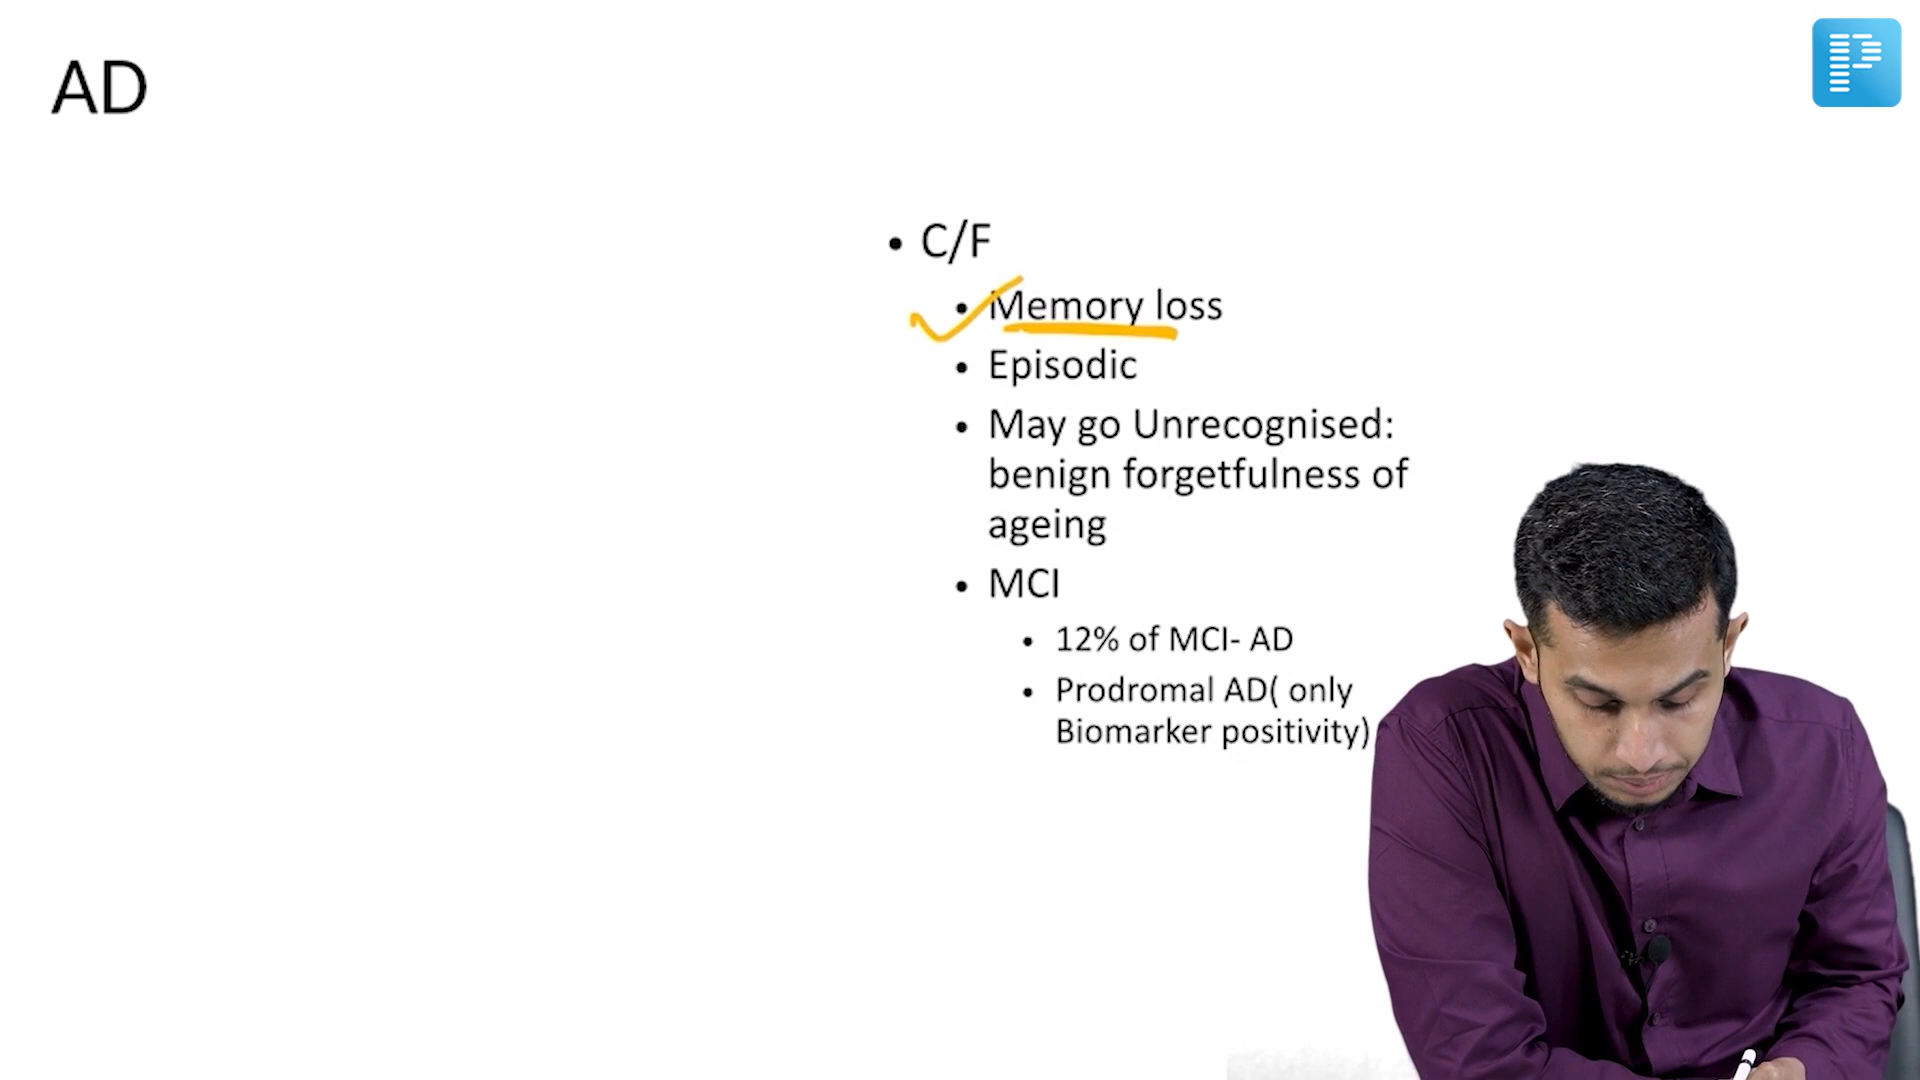 AD
• C/F
• Memory loss
• Episodic
• May go Unrecognised:
benign forgetfulness of
ageing
• MCI
• 12% of MCI- AD
• Prodromal AD( only
Biomarker positivity)